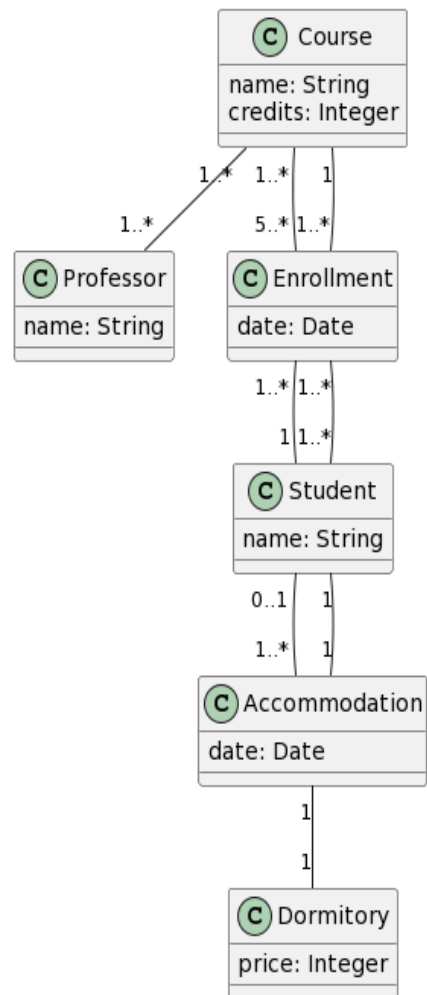 C Course
name: String
credits: Integer
1..* 1..* 1
1..* 5..* 1..*
C Professor
name: String
C Enrollment
date: Date
1..* 1..*
1 1..*
C Student
name: String
0..1 1
1..* 1
C Accommodation
date: Date
1
1
C Dormitory
price: Integer